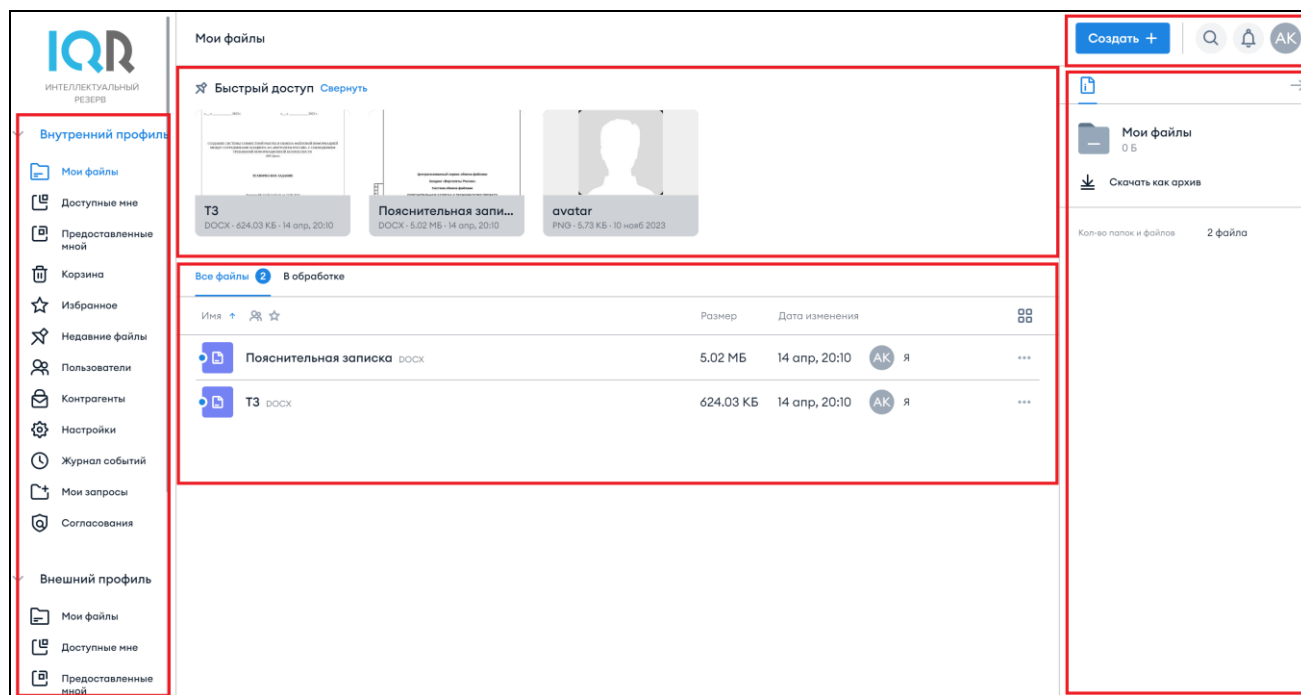 IQR
ИНТЕЛЛЕКТУАЛЬНЫЙ
РЕЗЕРВ
Внутренний профиль
Мои файлы
Доступные мне
Предоставленные
мной
Корзина
Избранное
Недавние файлы
Пользователи
Контрагенты
Настройки
Журнал событий
Мои запросы
Согласования
Внешний профиль
Мои файлы
Доступные мне
Предоставленные
мной
Мои файлы
Быстрый доступ Свернуть
ТЕХНИЧЕСКОЕ ЗАДАНИЕ
ТЗ
DOCX - 624.03 КБ - 14 апр, 20:10
Пояснительная запи...
DOCX - 5.02 МБ - 14 апр, 20:10
avatar
PNG - 5.73 КБ - 10 нояб 2023
Все файлы 2 В обработке
Имя ↑ Размер Дата изменения
Пояснительная записка DOCX 5.02 МБ 14 апр, 20:10 АК Я
ТЗ DOCX 624.03 КБ 14 апр, 20:10 АК Я
Создать + АК
Мои файлы
0 Б
Скачать как архив
Кол-во папок и файлов 2 файла